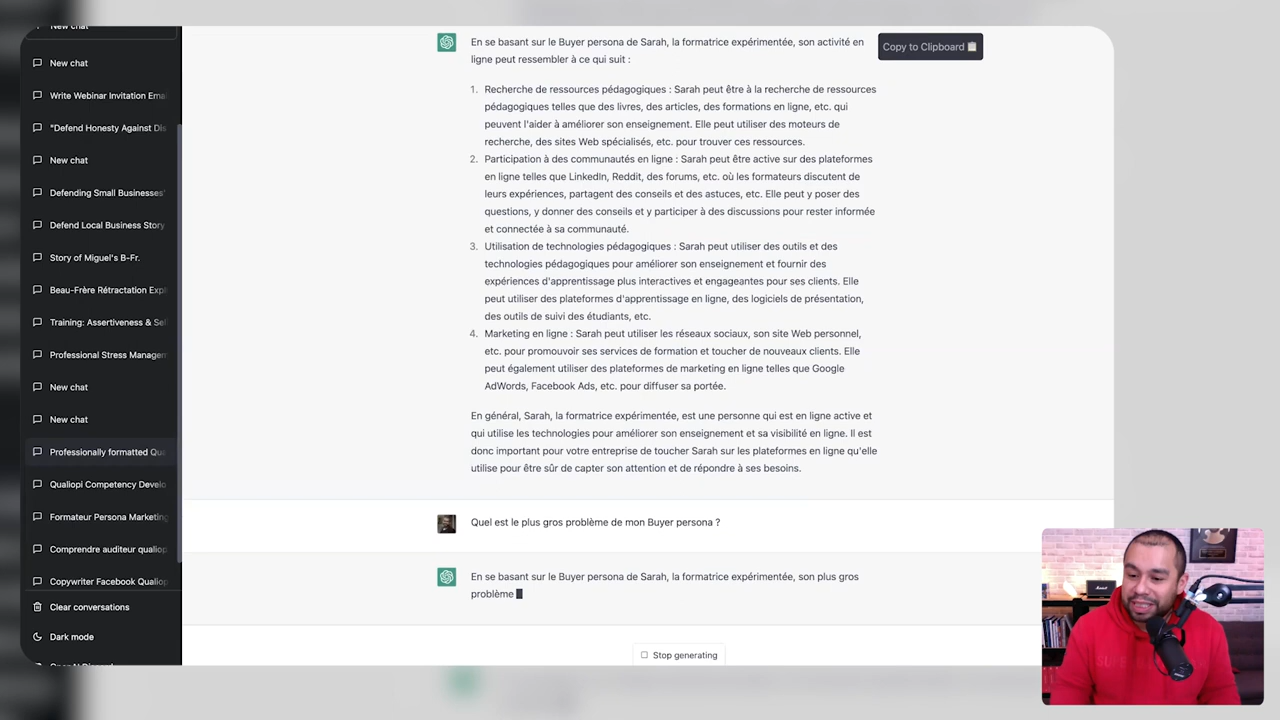 New chat
New chat
Write Webinar Invitation Ema
"Defend Honesty Against Dis
New chat
Defending Small Businesses'
Defend Local Business Story
Story of Miguel's B-Fr.
Beau-Frère Rétractation Expl
Training: Assertiveness & Sel
Professional Stress Managem
New chat
New chat
Professionally formatted Qua
Qualiopi Competency Develo
Formateur Persona Marketing
Comprendre auditeur qualiop
Copywriter Facebook Qualiop
Clear conversations
Dark mode
En se basant sur le Buyer persona de Sarah, la formatrice expérimentée, son activité en
ligne peut ressembler à ce qui suit :
Copy to Clipboard
1. Recherche de ressources pédagogiques : Sarah peut être à la recherche de ressources
pédagogiques telles que des livres, des articles, des formations en ligne, etc. qui
peuvent l'aider à améliorer son enseignement. Elle peut utiliser des moteurs de
recherche, des sites Web spécialisés, etc. pour trouver ces ressources.
2. Participation à des communautés en ligne : Sarah peut être active sur des plateformes
en ligne telles que LinkedIn, Reddit, des forums, etc. où les formateurs discutent de
leurs expériences, partagent des conseils et des astuces, etc. Elle peut y poser des
questions, y donner des conseils et y participer à des discussions pour rester informée
et connectée à sa communauté.
3. Utilisation de technologies pédagogiques : Sarah peut utiliser des outils et des
technologies pédagogiques pour améliorer son enseignement et fournir des
expériences d'apprentissage plus interactives et engageantes pour ses clients. Elle
peut utiliser des plateformes d'apprentissage en ligne, des logiciels de présentation,
des outils de suivi des étudiants, etc.
4. Marketing en ligne : Sarah peut utiliser les réseaux sociaux, son site Web personnel,
etc. pour promouvoir ses services de formation et toucher de nouveaux clients. Elle
peut également utiliser des plateformes de marketing en ligne telles que Google
AdWords, Facebook Ads, etc. pour diffuser sa portée.
En général, Sarah, la formatrice expérimentée, est une personne qui est en ligne active et
qui utilise les technologies pour améliorer son enseignement et sa visibilité en ligne. Il est
donc important pour votre entreprise de toucher Sarah sur les plateformes en ligne qu'elle
utilise pour être sûr de capter son attention et de répondre à ses besoins.
Quel est le plus gros problème de mon Buyer persona ?
En se basant sur le Buyer persona de Sarah, la formatrice expérimentée, son plus gros
problème
Stop generating